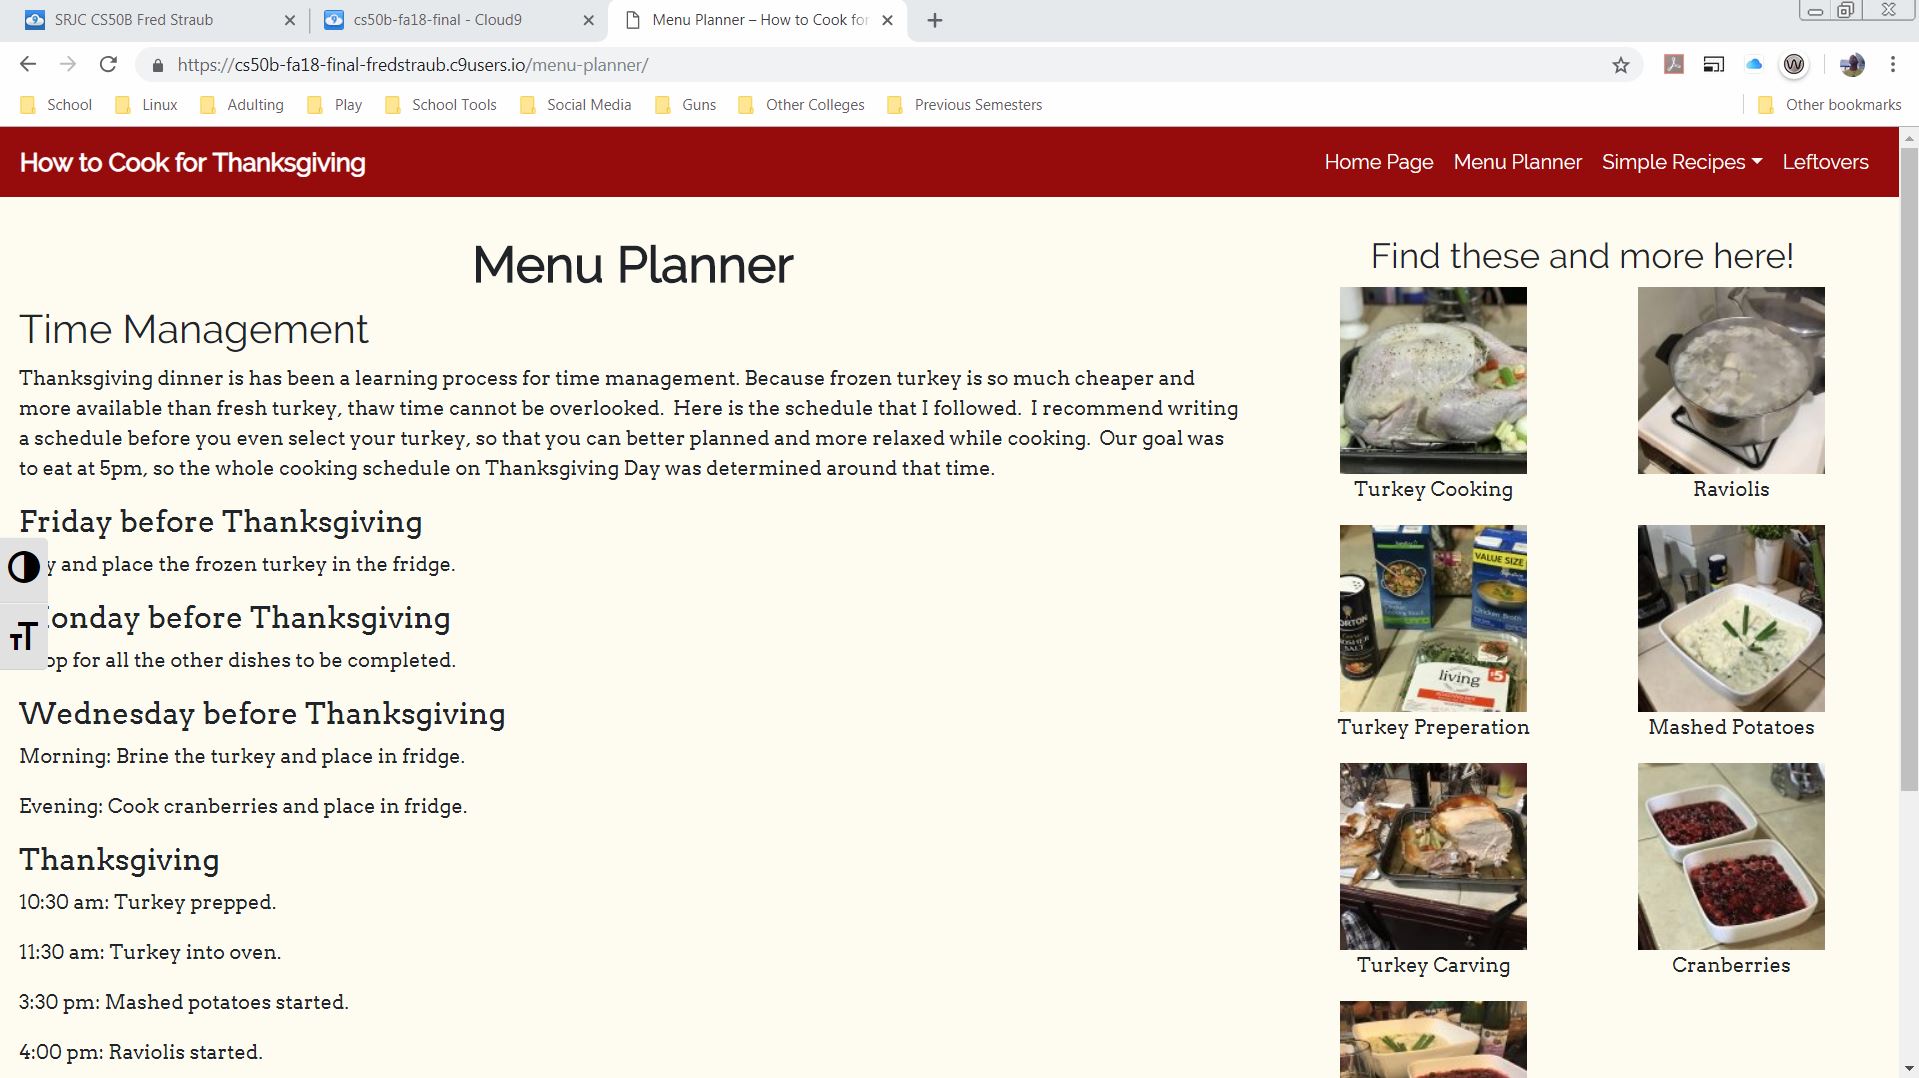 SRJC CS50B Fred Straub
cs50b-fa18-final - Cloud9
Menu Planner – How to Cook for
https://cs50b-fa18-final-fredstraub.c9users.io/menu-planner/
School Linux Adulting Play School Tools Social Media Guns Other Colleges Previous Semesters Other bookmarks
How to Cook for Thanksgiving
Home Page Menu Planner Simple Recipes Leftovers
Menu Planner
Time Management
Thanksgiving dinner is has been a learning process for time management. Because frozen turkey is so much cheaper and
more available than fresh turkey, thaw time cannot be overlooked. Here is the schedule that I followed. I recommend writing
a schedule before you even select your turkey, so that you can better planned and more relaxed while cooking. Our goal was
to eat at 5pm, so the whole cooking schedule on Thanksgiving Day was determined around that time.
Friday before Thanksgiving
y and place the frozen turkey in the fridge.
onday before Thanksgiving
op for all the other dishes to be completed.
TT
Wednesday before Thanksgiving
Morning: Brine the turkey and place in fridge.
Evening: Cook cranberries and place in fridge.
Thanksgiving
10:30 am: Turkey prepped.
11:30 am: Turkey into oven.
3:30 pm: Mashed potatoes started.
4:00 pm: Raviolis started.
Find these and more here!
Turkey Cooking
Raviolis
VALUE SIZE
Chicken Broth
ORTON
KOSHER
SALT
living
$5
Turkey Preperation
Mashed Potatoes
Turkey Carving
Cranberries